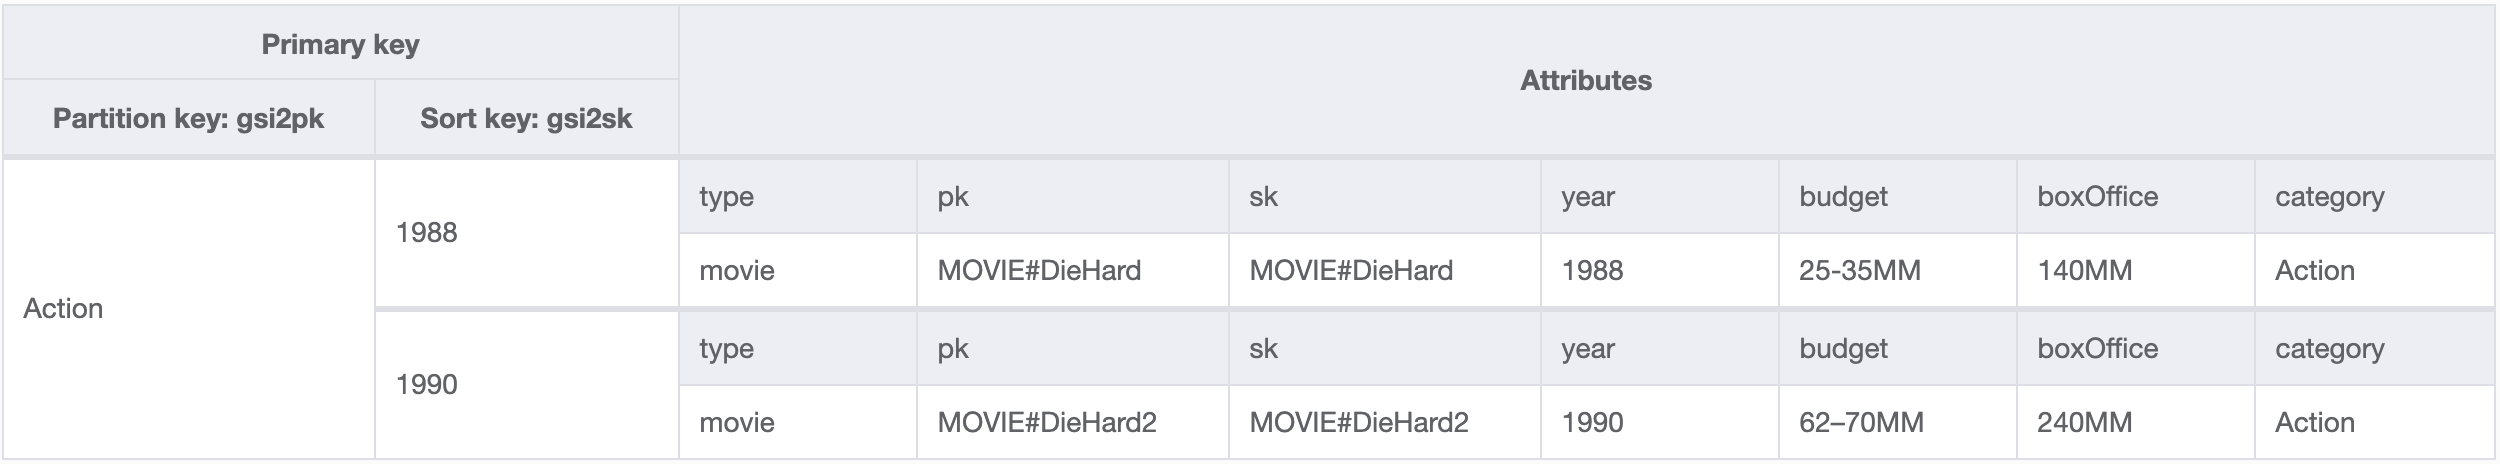 Primary key
Attributes
Partition key: gsi2pk Sort key: gsi2sk
Action
1988
type pk sk year budget boxOffice category
movie MOVIE#DieHard MOVIE#DieHard 1988 25-35MM 140MM Action
1990
type pk sk year budget boxOffice category
movie MOVIE#DieHard2 MOVIE#DieHard2 1990 62–70MM 240MM Action